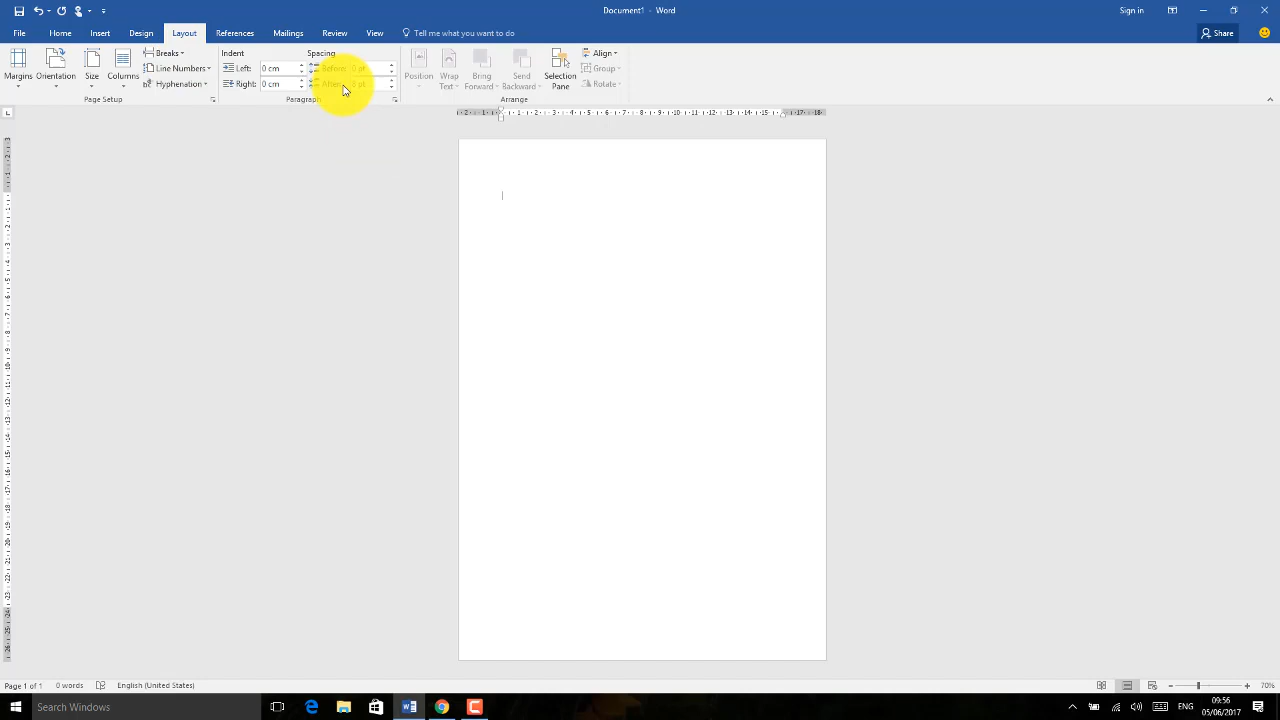 Document1 - Word
Sign in
File Home Insert Design Layout References Mailings Review View Tell me what you want to do Share
Margins Orientation Size Columns Breaks Line Numbers Hyphenation
Page Setup
Indent Spacing
Left: 0 cm Before: 0 pt
Right: 0 cm After: 8 pt
Paragraph
Position Wrap Text Bring Forward Send Backward Selection Pane Align Group Rotate
Arrange
Page 1 of 1 0 words English (United States) 70%
Search Windows
ENG
09:56
05/06/2017